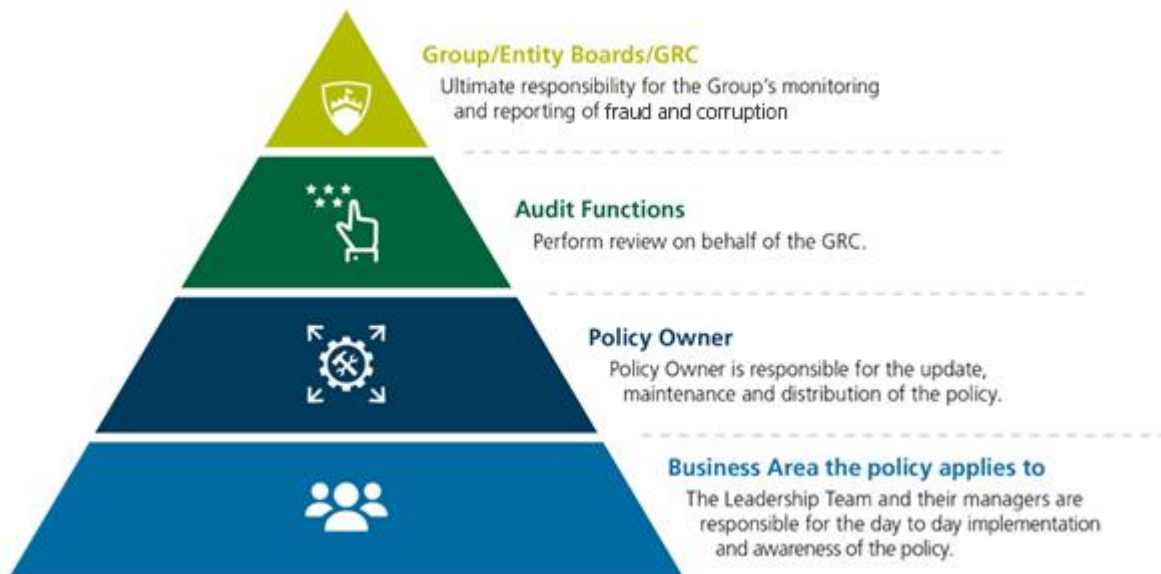 Group/Entity Boards/GRC
Ultimate responsibility for the Group's monitoring
and reporting of fraud and corruption
Audit Functions
Perform review on behalf of the GRC.
Policy Owner
Policy Owner is responsible for the update,
maintenance and distribution of the policy.
Business Area the policy applies to
The Leadership Team and their managers are
responsible for the day to day implementation
and awareness of the policy.